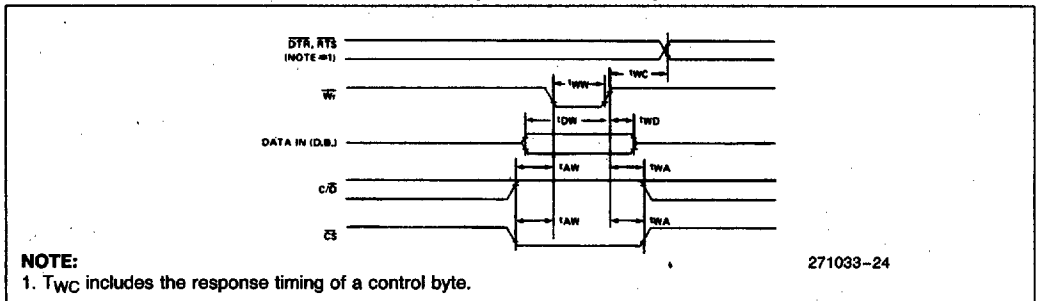 DTR, RTS
(NOTE #1)
tWC
tWW
Wr
tDW
tWD
DATA IN (D.B.)
tAW
tWA
C/D
tAW
tWA
CS
NOTE:
1. TWC includes the response timing of a control byte.
271033-24